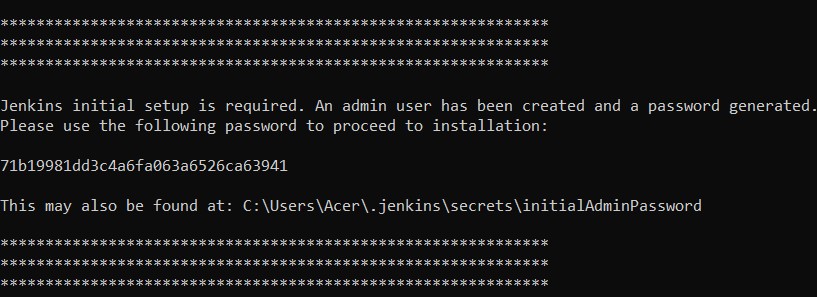 *************************************************************
*************************************************************
*************************************************************
Jenkins initial setup is required. An admin user has been created and a password generated.
Please use the following password to proceed to installation:
71b19981dd3c4a6fa063a6526ca63941
This may also be found at: C:\Users\Acer\.jenkins\secrets\initialAdminPassword
*************************************************************
*************************************************************
*************************************************************